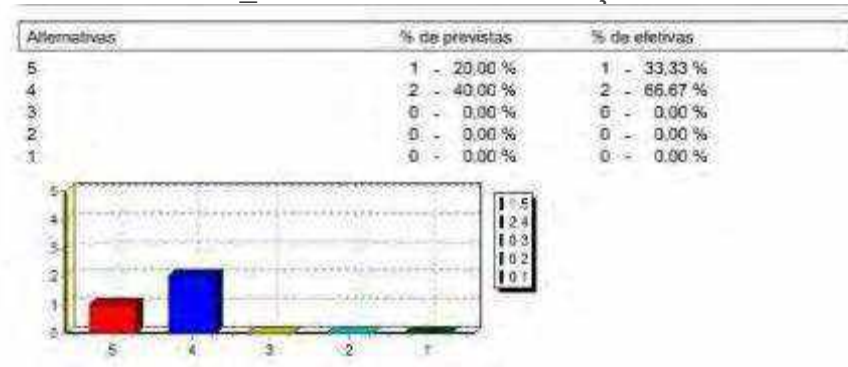 Alternativas % de previstas % de efetivas
5 1 - 20,00 % 1 - 33,33 %
4 2 - 40,00 % 2 - 66,67 %
3 0 - 0,00 % 0 - 0,00 %
2 0 - 0,00 % 0 - 0,00 %
1 0 - 0,00 % 0 - 0,00 %
5
4
3
2
1
0
1 5
2 4
0 3
0 2
0 1
5 4 3 2 1